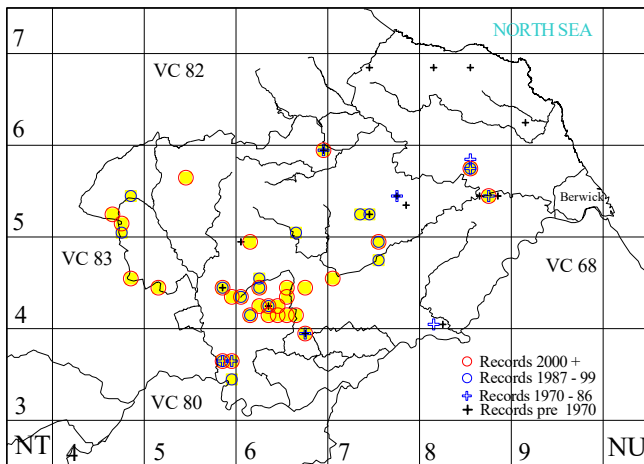 NORTH SEA
7
VC 82
6
Berwick
5
VC 83
VC 68
4
Records 2000 +
Records 1987 - 99
Records 1970 - 86
Records pre 1970
VC 80
3
NT 4 5 6 7 8 9 NU